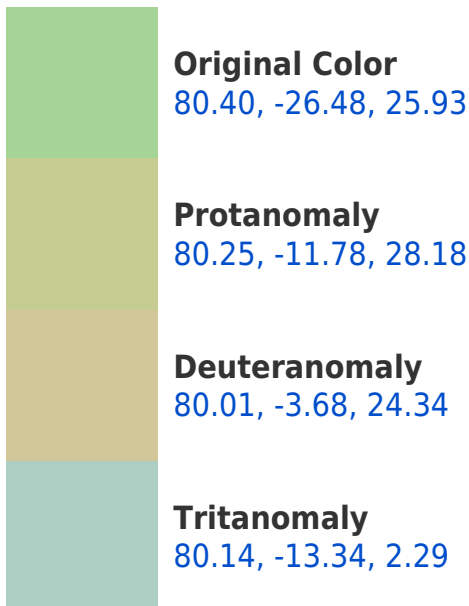 Original Color
80.40, -26.48, 25.93
Protanomaly
80.25, -11.78, 28.18
Deuteranomaly
80.01, -3.68, 24.34
Tritanomaly
80.14, -13.34, 2.29